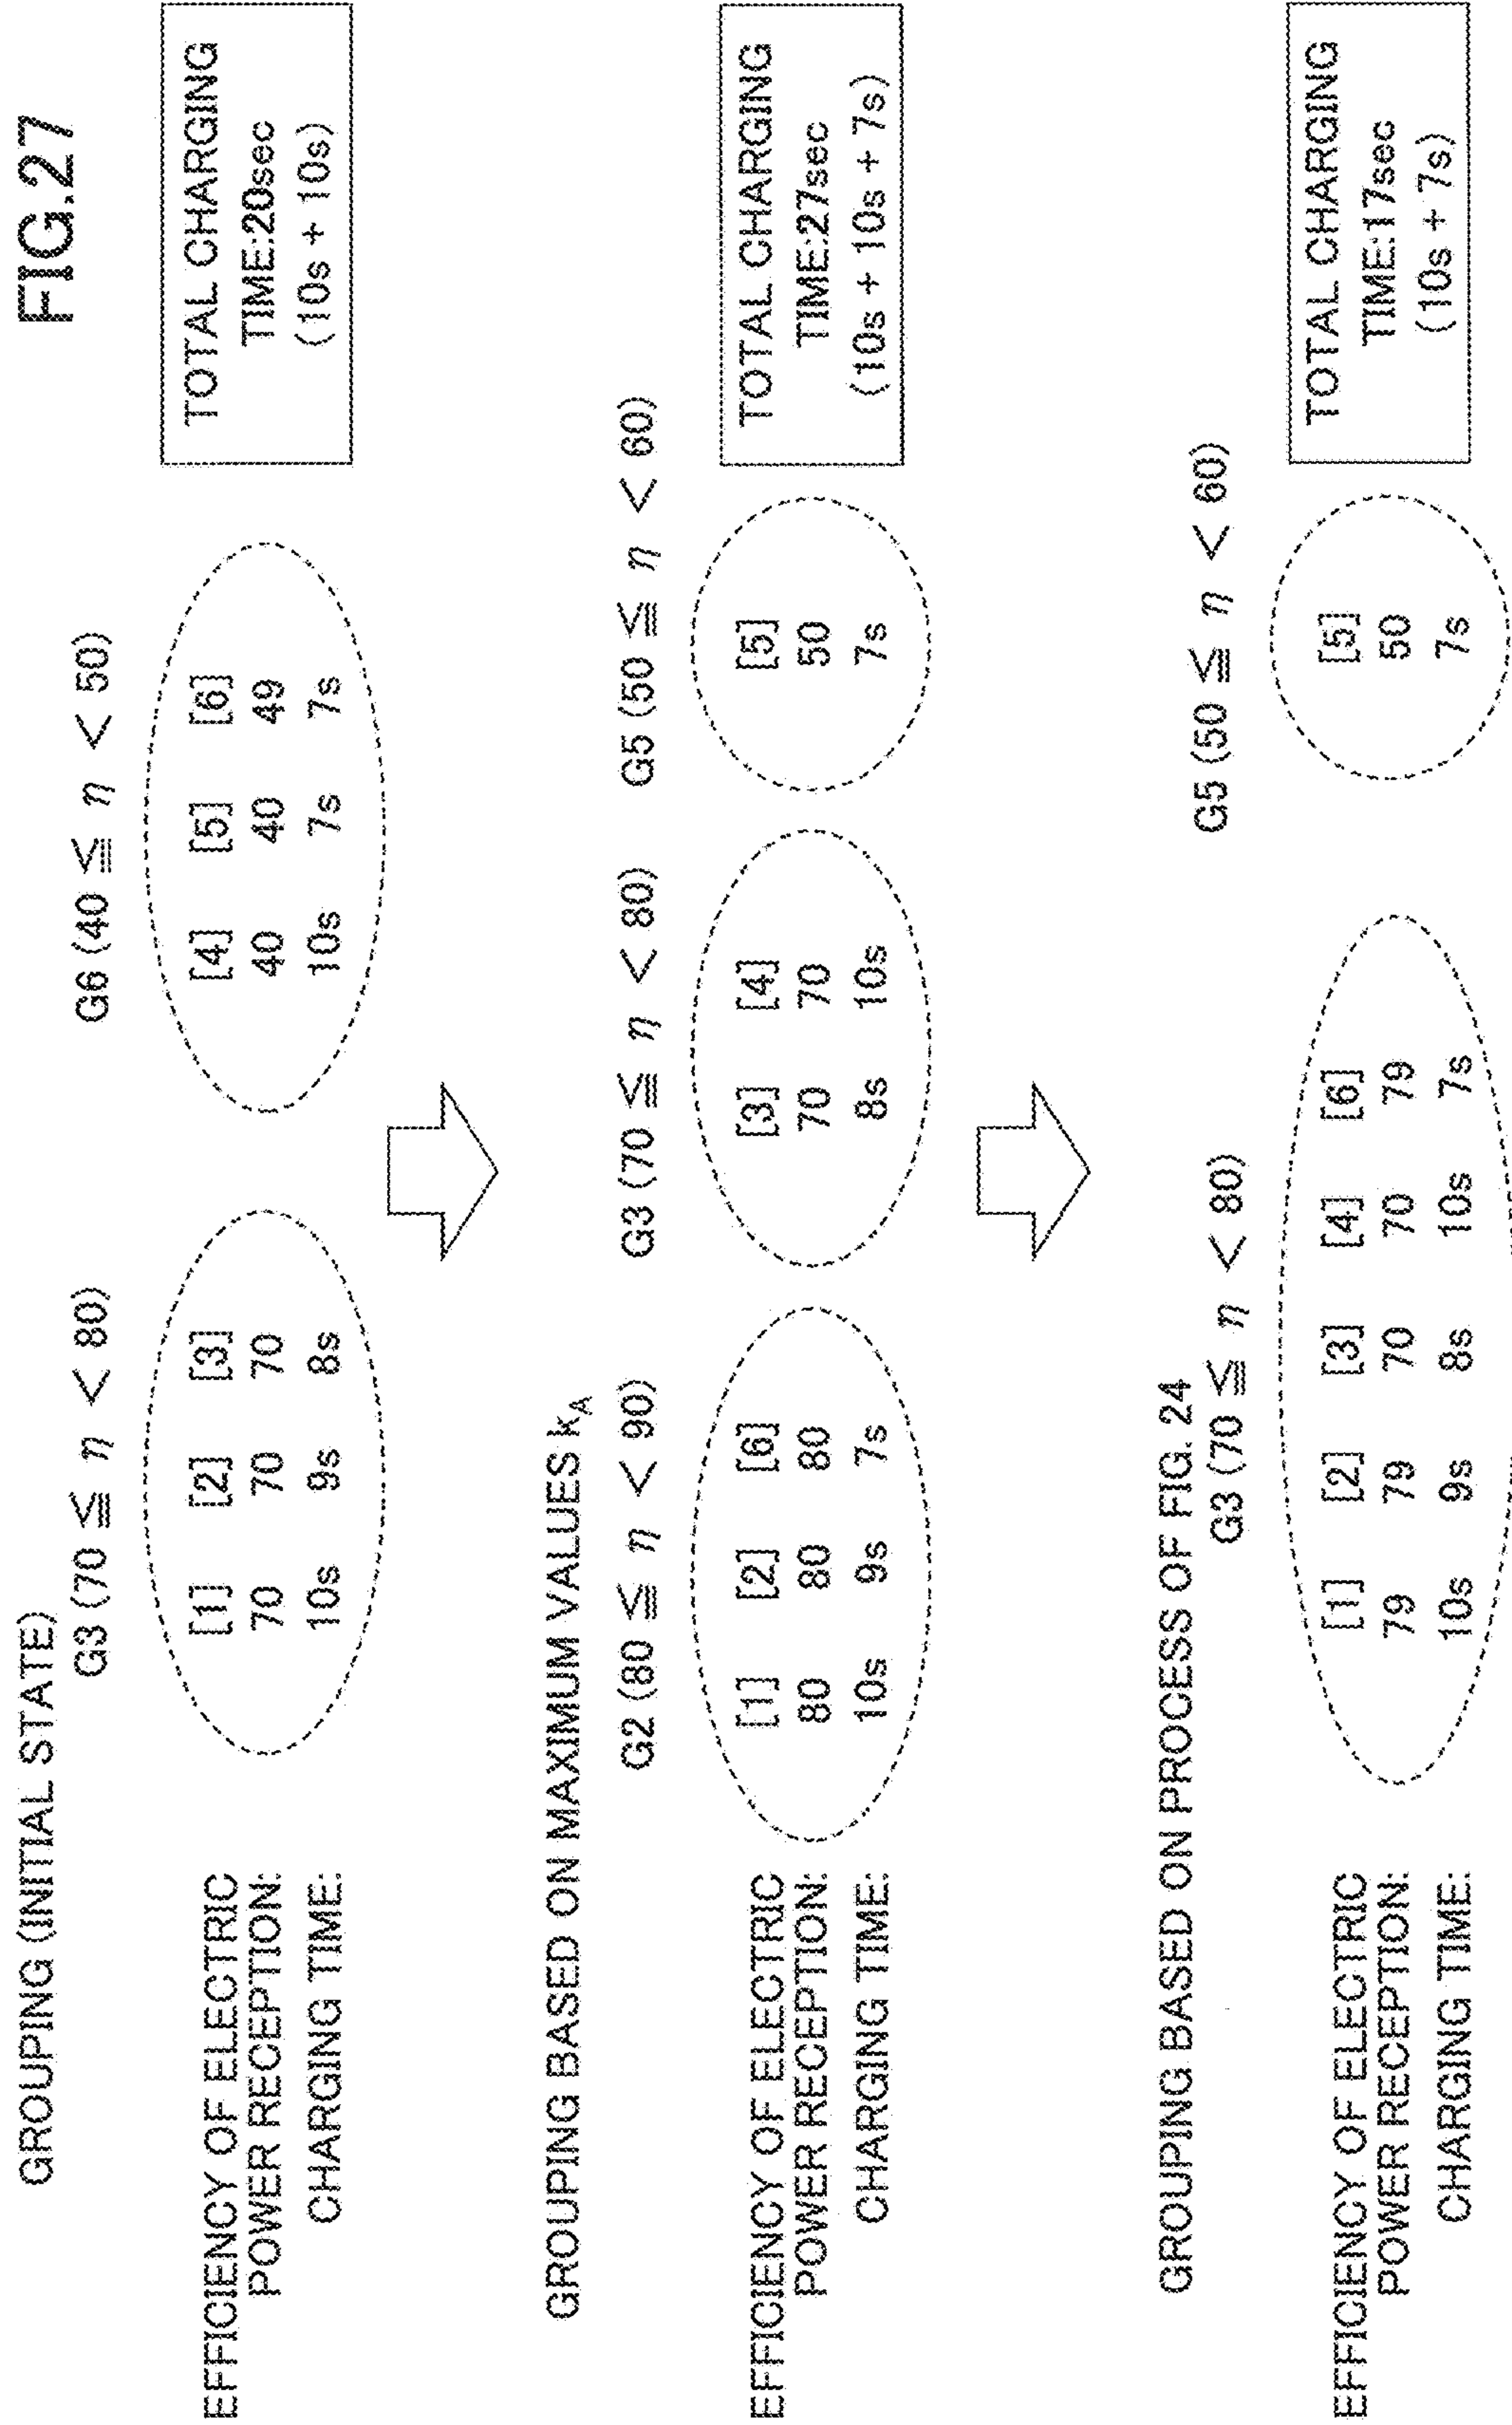 FIG.27
GROUPING (INITIAL STATE)
G3 (70 ≦ η < 80)
G6 (40 ≦ η < 50)
[1] [2] [3]
[4] [5] [6]
EFFICIENCY OF ELECTRIC
POWER RECEPTION:
70 70 70
40 40 49
CHARGING TIME:
10s 9s 8s
10s 7s 7s
TOTAL CHARGING
TIME:20sec
(10s + 10s)
GROUPING BASED ON MAXIMUM VALUES kA
G2 (80 ≦ η < 90)
G3 (70 ≦ η < 80)
G5 (50 ≦ η < 60)
[1] [2] [6]
[3] [4]
[5]
EFFICIENCY OF ELECTRIC
POWER RECEPTION:
80 80 80
70 70
50
CHARGING TIME:
10s 9s 7s
8s 10s
7s
TOTAL CHARGING
TIME:27sec
(10s + 10s + 7s)
GROUPING BASED ON PROCESS OF FIG. 24
G3 (70 ≦ η < 80)
G5 (50 ≦ η < 60)
[1] [2] [3] [4] [6]
[5]
EFFICIENCY OF ELECTRIC
POWER RECEPTION:
79 79 70 70 79
50
CHARGING TIME:
10s 9s 8s 10s 7s
7s
TOTAL CHARGING
TIME:17sec
(10s + 7s)